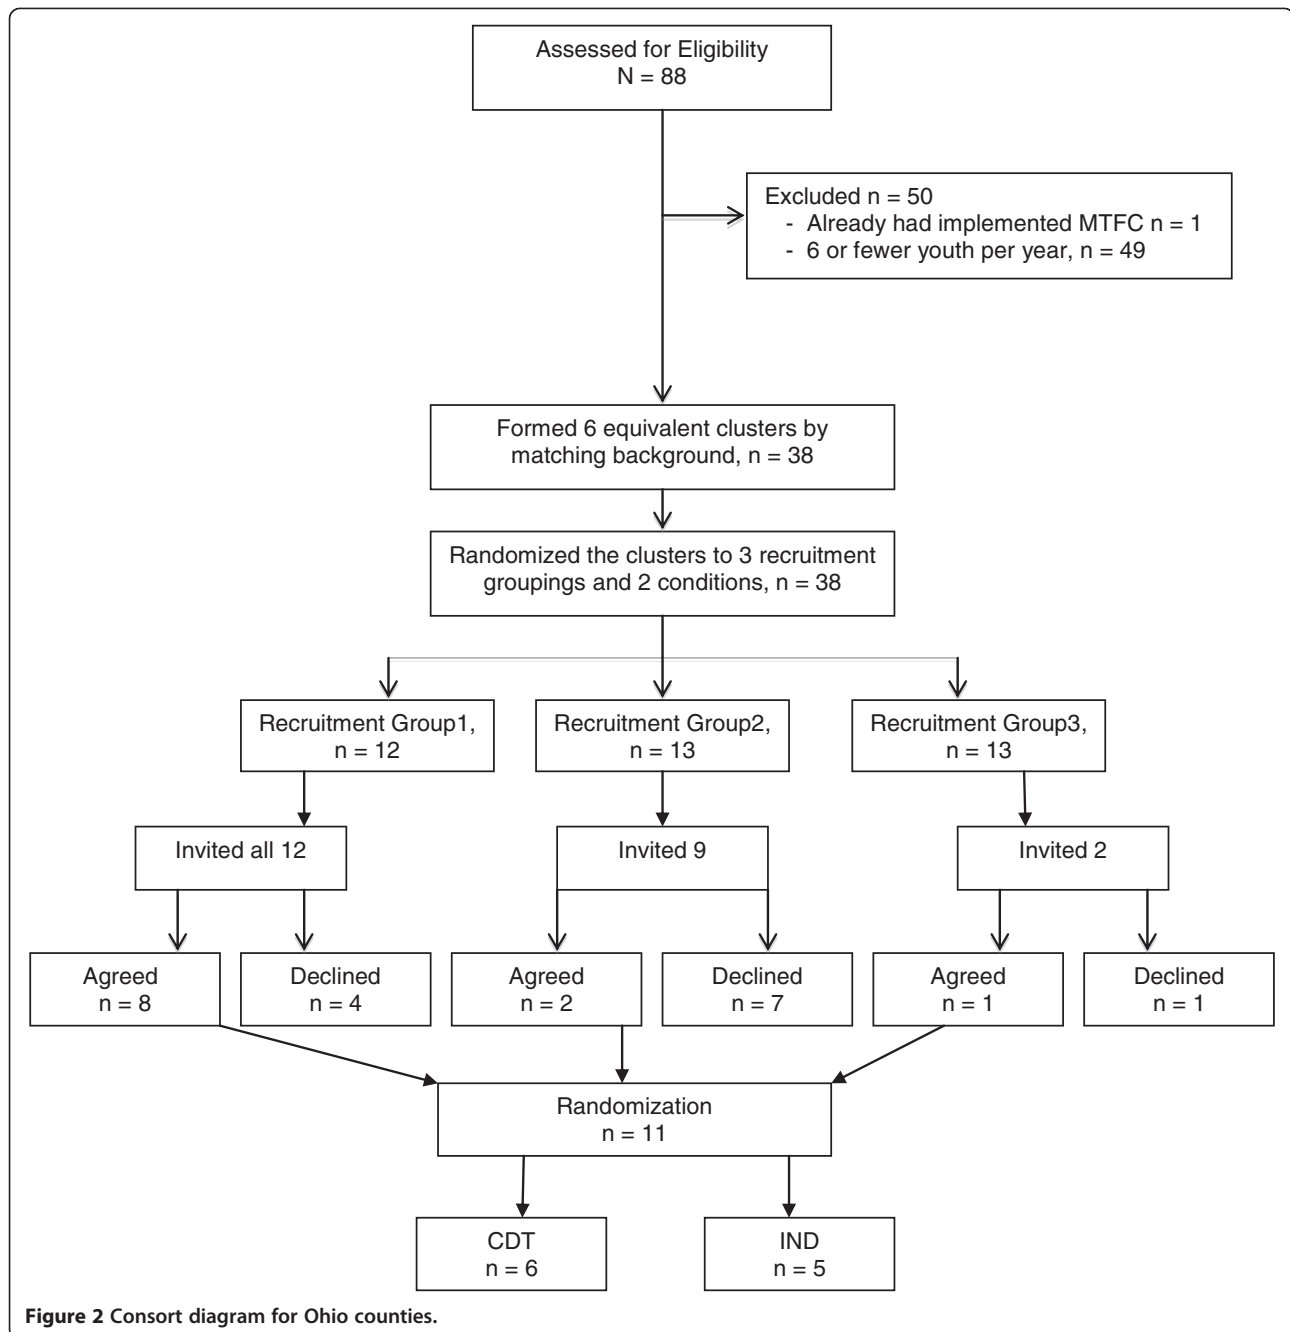 Assessed for Eligibility
N = 88
Excluded n = 50
- Already had implemented MTFC n = 1
- 6 or fewer youth per year, n = 49
Formed 6 equivalent clusters by
matching background, n = 38
Randomized the clusters to 3 recruitment
groupings and 2 conditions, n = 38
Recruitment Group1,
n = 12
Recruitment Group2,
n = 13
Recruitment Group3,
n = 13
Invited all 12
Invited 9
Invited 2
Agreed
n = 8
Declined
n = 4
Agreed
n = 2
Declined
n = 7
Agreed
n = 1
Declined
n = 1
Randomization
n = 11
CDT
n = 6
IND
n = 5
Figure 2 Consort diagram for Ohio counties.